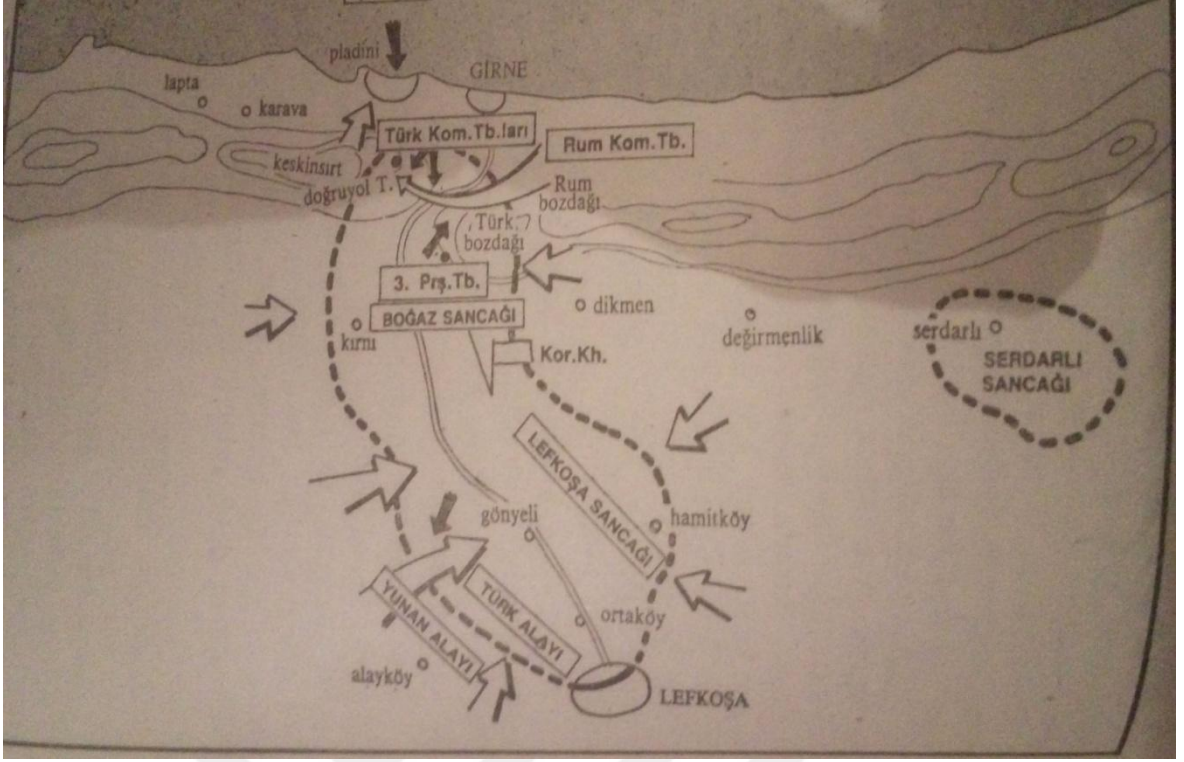 pladini
GİRNE
lapta
karava
Türk Kom.Tb.ları
Rum Kom.Tb.
keskinsırt
doğruyol T.
Rum
bozdağı
Türk
bozdağı
3. Prş.Tb.
BOĞAZ SANCAĞI
dikmen
değirmenlik
serdarlı
kırnı
Kor.Kh.
SERDARLI
SANCAĞI
LEFKOŞA SANCAĞI
gönyeli
hamitköy
YUNAN ALAYI
TÜRK ALAYI
ortaköy
alayköy
LEFKOŞA